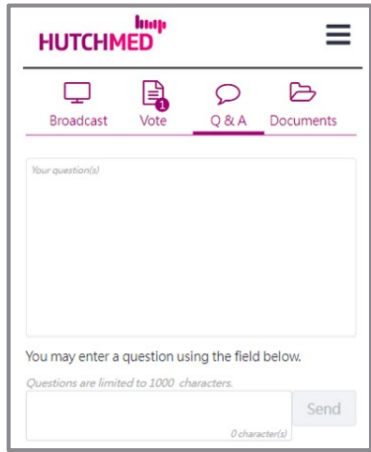 HUTCHMED
1
Broadcast Vote Q & A Documents
Your question(s)
You may enter a question using the field below.
Questions are limited to 1000 characters.
Send
0 character(s)